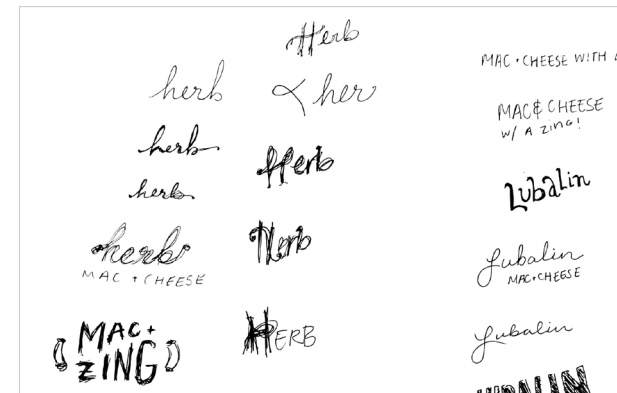 Herb
herb
her
herb
herb
Herb
herb
MAC + CHEESE
Herb
MAC +
ZING
HERB
MAC + CHEESE WITH
MAC & CHEESE
W/ A ZING!
Lubalin
Lubalin
MAC+CHEESE
Lubalin